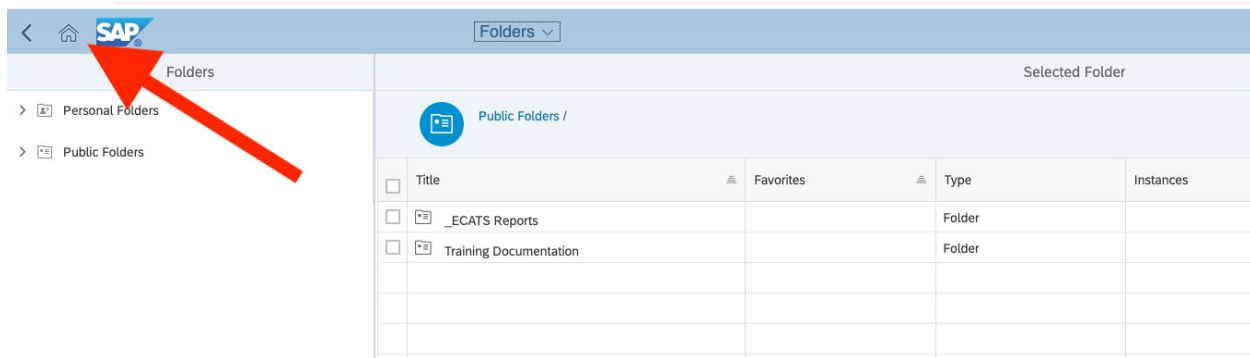 SAP
Folders
Folders
Selected Folder
Personal Folders
Public Folders
Public Folders /
Title Favorites Type Instances
_ECATS Reports Folder
Training Documentation Folder